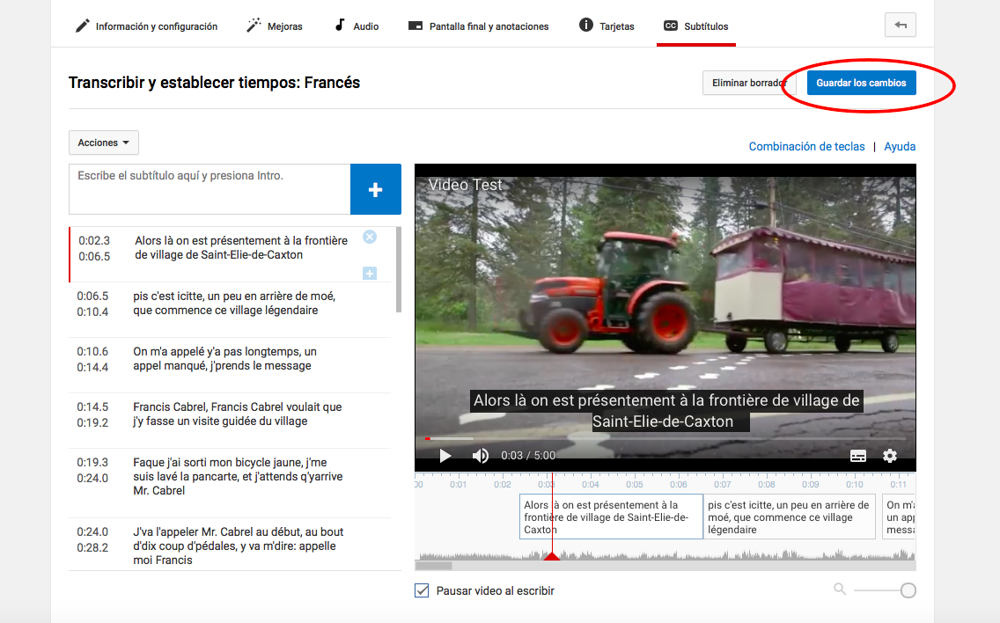 Información y configuración
Mejoras
Audio
Pantalla final y anotaciones
Tarjetas
CC Subtítulos
Transcribir y establecer tiempos: Francés
Eliminar borrador
Guardar los cambios
Acciones
Combinación de teclas | Ayuda
Escribe el subtítulo aquí y presiona Intro.
+
0:02.3 Alors là on est présentement à la frontière
0:06.5 de village de Saint-Elie-de-Caxton
0:06.5 pis c'est icitte, un peu en arrière de moé,
0:10.4 que commence ce village légendaire
0:10.6 On m'a appelé y'a pas longtemps, un
0:14.4 appel manqué, j'prends le message
0:14.5 Francis Cabrel, Francis Cabrel voulait que
0:19.2 j'y fasse un visite guidée du village
0:19.3 Faque j'ai sorti mon bicycle jaune, j'me
0:24.0 suis lavé la pancarte, et j'attends q'yarrive
Mr. Cabrel
0:24.0 J'va l'appeler Mr. Cabrel au début, au bout
0:28.2 d'dix coup d'pédales, y va m'dire: appelle
moi Francis
Video Test
Alors là on est présentement à la frontière de village de
Saint-Elie-de-Caxton
0:03 / 5:00
00 0:01 0:02 0:03 0:04 0:05 0:06 0:07 0:08 0:09 0:10 0:11
Alors là on est présentement à la
frontière de village de Saint-Elie-de-
Caxton
pis c'est icitte, un peu en arrière de
moé, que commence ce village
légendaire
On m'a
un app
messa
Pausar video al escribir